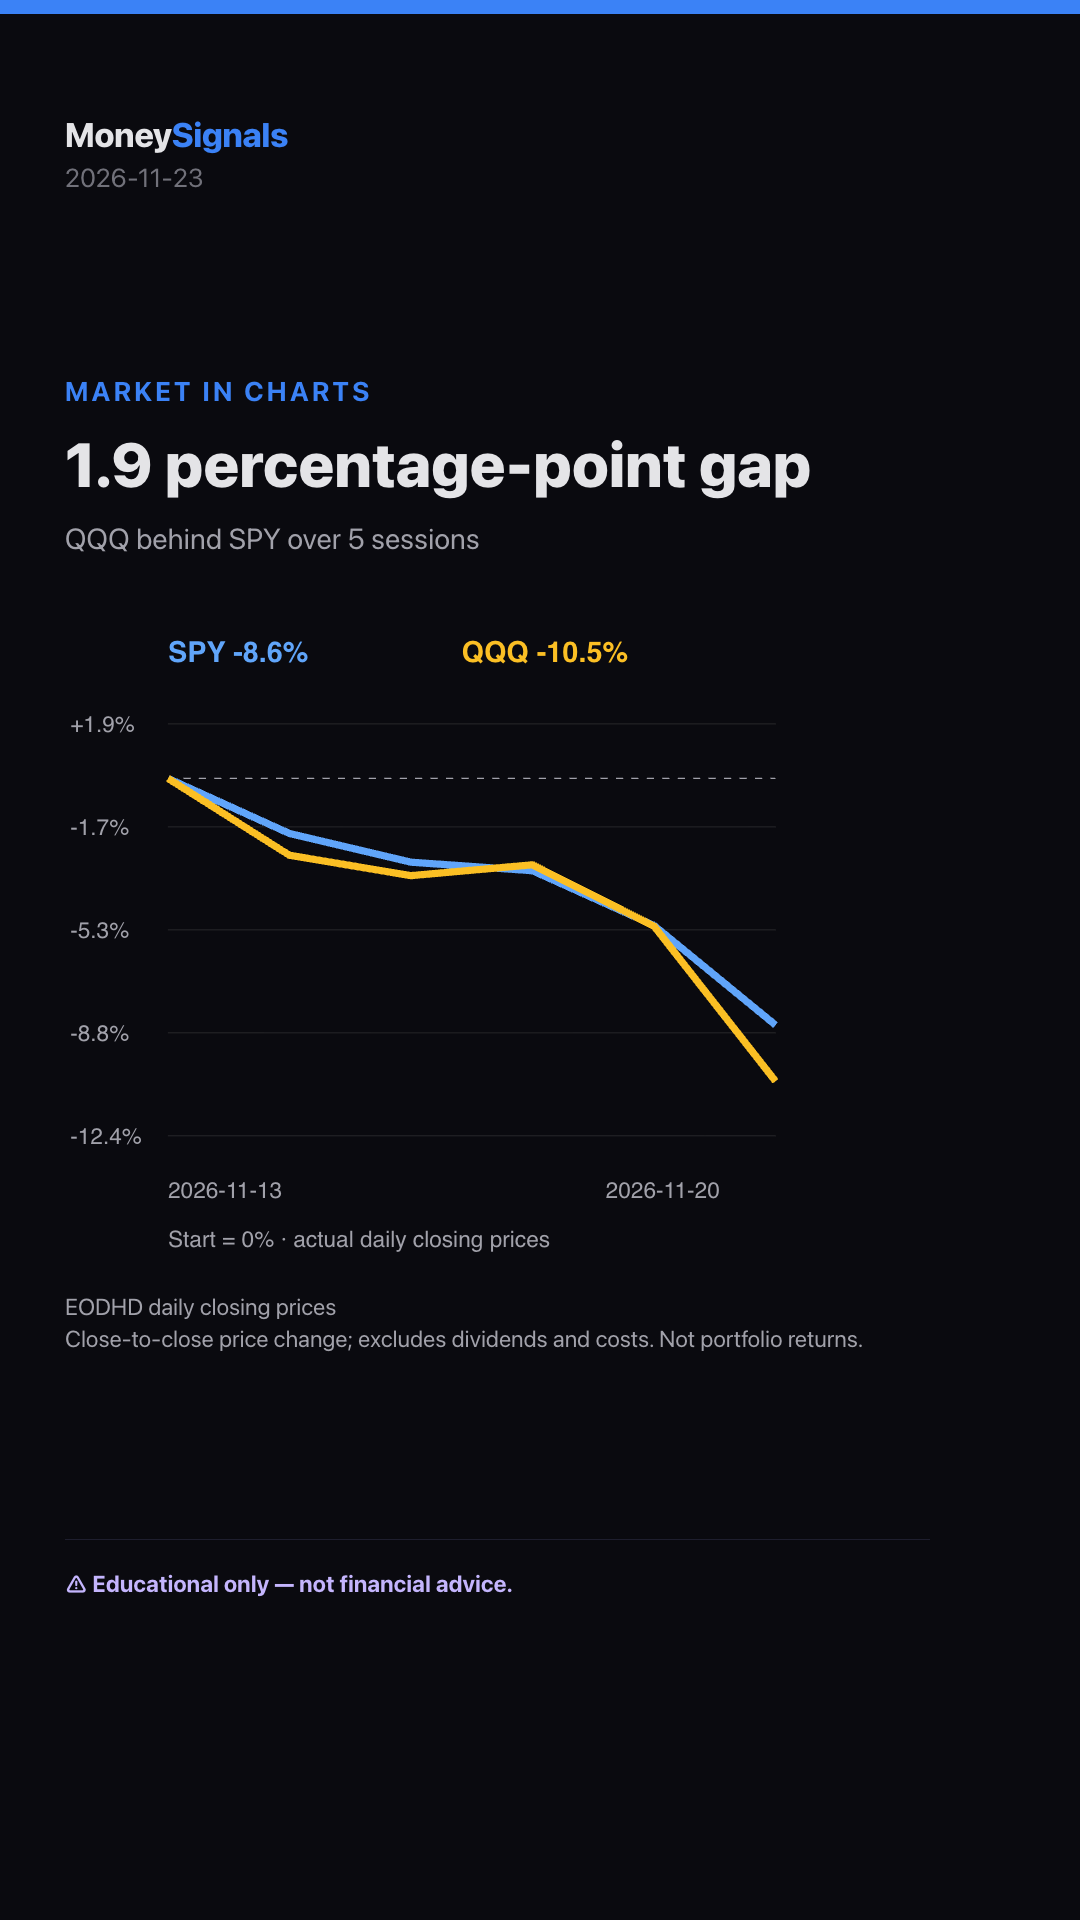 MoneySignals
2026-11-23
MARKET IN CHARTS
1.9 percentage-point gap
QQQ behind SPY over 5 sessions
SPY -8.6% QQQ -10.5%
+1.9%
-1.7%
-5.3%
-8.8%
-12.4%
2026-11-13 2026-11-20
Start = 0% · actual daily closing prices
EODHD daily closing prices
Close-to-close price change; excludes dividends and costs. Not portfolio returns.
⚠ Educational only — not financial advice.